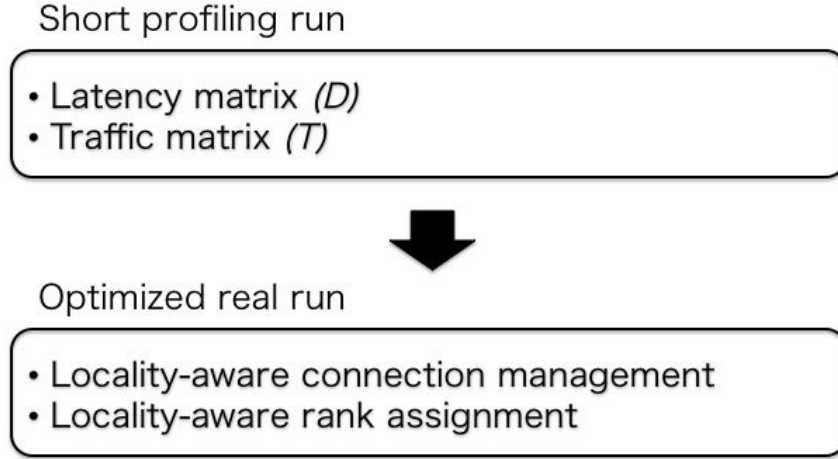 Short profiling run
• Latency matrix (D)
• Traffic matrix (T)
Optimized real run
• Locality-aware connection management
• Locality-aware rank assignment